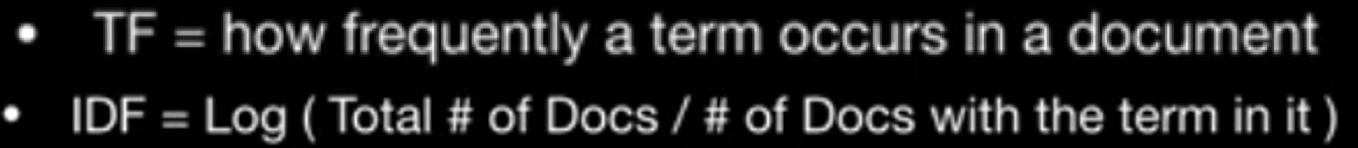 • TF = how frequently a term occurs in a document
• IDF = Log ( Total # of Docs / # of Docs with the term in it )